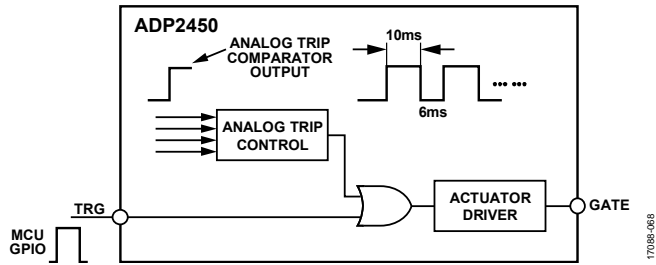 ADP2450
ANALOG TRIP
COMPARATOR
OUTPUT
10ms
6ms
ANALOG TRIP
CONTROL
TRG
MCU
GPIO
ACTUATOR
DRIVER
GATE
17088-068